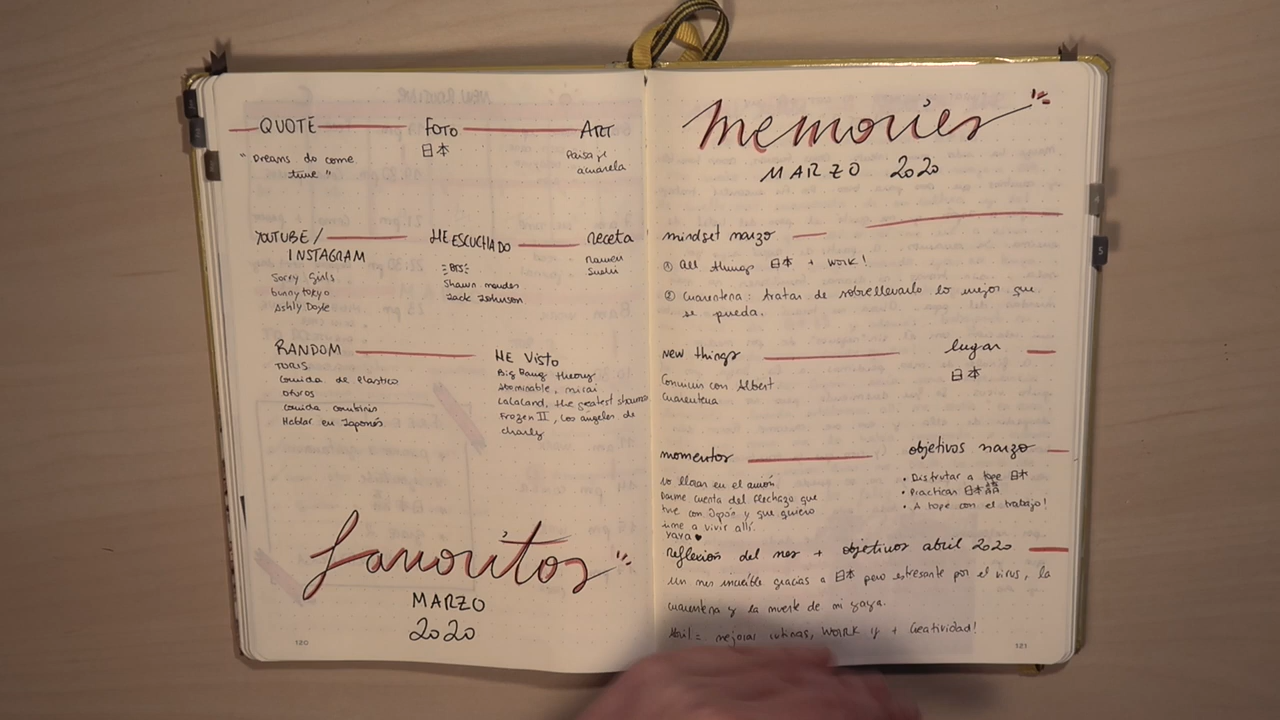 QUOTE
"Dreams do come
true"
FOTO
日本
ART
Paisaje
acuarela
YOUTUBE /
INSTAGRAM
Sorry Girls
bunnytokyo
Ashly Doyle
HE ESCUCHADO
BTS
Shawn mendes
Jack Johnson
receta
Ramen
Sushi
RANDOM
TORIS
Comida de Plastico
Ofuros
Comida combinis
Hablar en Japonés
HE VISTO
Big Bang theory
Abominable, mirai
LaLaLand, the greatest showman
Frozen II, Los ángeles de
charly
favoritos
MARZO
2020
120
memories
MARZO 2020
mindset marzo
① All things 日本 + WORK!
② Cuarentena: tratar de sobrellevarlo lo mejor que
se pueda.
new things
Convivir con Albert
Cuarentena
lugar
日本
momentos
No llorar en el avión
Darme cuenta del flechazo que
tuve con Japón y que quiero
irme a vivir allí.
yaya ♥
objetivos marzo
• Disfrutar a tope 日本
• Practicar 日本語
• A tope con el trabajo!
reflexión del mes + objetivos abril 2020
Un mes increíble gracias a 日本 pero estresante por el virus, la
cuarentena y la muerte de mi yaya.
Abril = mejorar rutinas, WORK y + Creatividad!
121